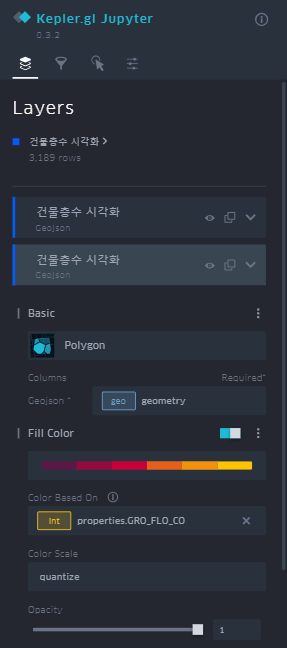 Kepler.gl Jupyter
0.3.2
Layers
건물층수 시각화
3,189 rows
건물층수 시각화
Geojson
건물층수 시각화
Geojson
Basic
Polygon
Columns Required*
Geojson * geo geometry
Fill Color
Color Based On
int properties.GRO_FLO_CO
Color Scale
quantize
Opacity
1